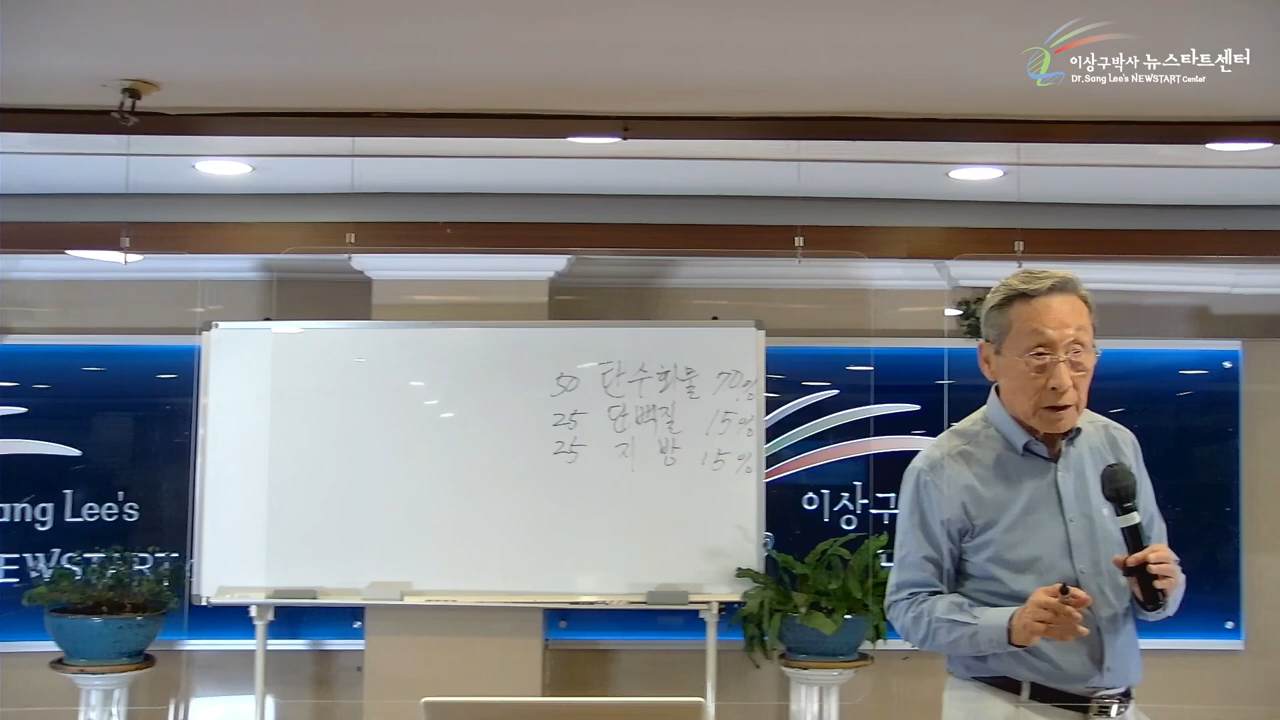 이상구박사 뉴스타트센터
Dr. Sang Lee's NEWSTART Center
50 단수화물 70%
25 단백질 15%
25 지방 15%
ang Lee's
EWSTART
이상구